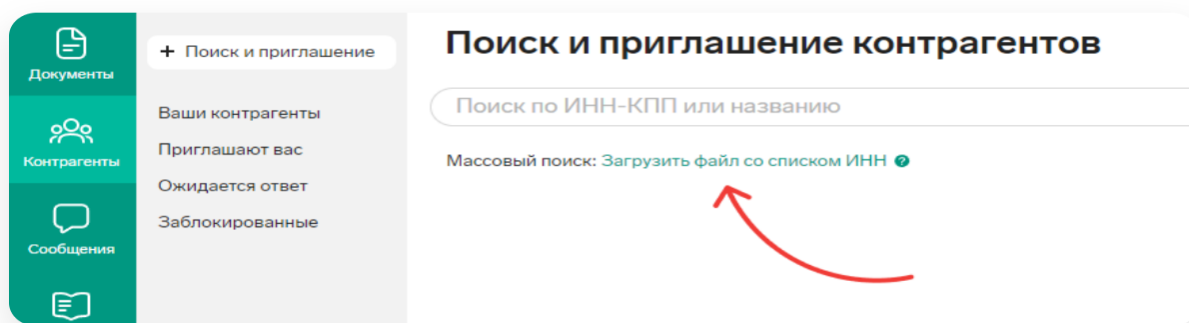 Документы
Контрагенты
Сообщения
+ Поиск и приглашение
Ваши контрагенты
Приглашают вас
Ожидается ответ
Заблокированные
Поиск и приглашение контрагентов
Поиск по ИНН-КПП или названию
Массовый поиск: Загрузить файл со списком ИНН ?